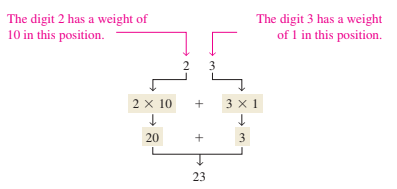 The digit 2 has a weight of
10 in this position.
The digit 3 has a weight
of 1 in this position.
2 3
2 × 10 + 3 × 1
20 + 3
23